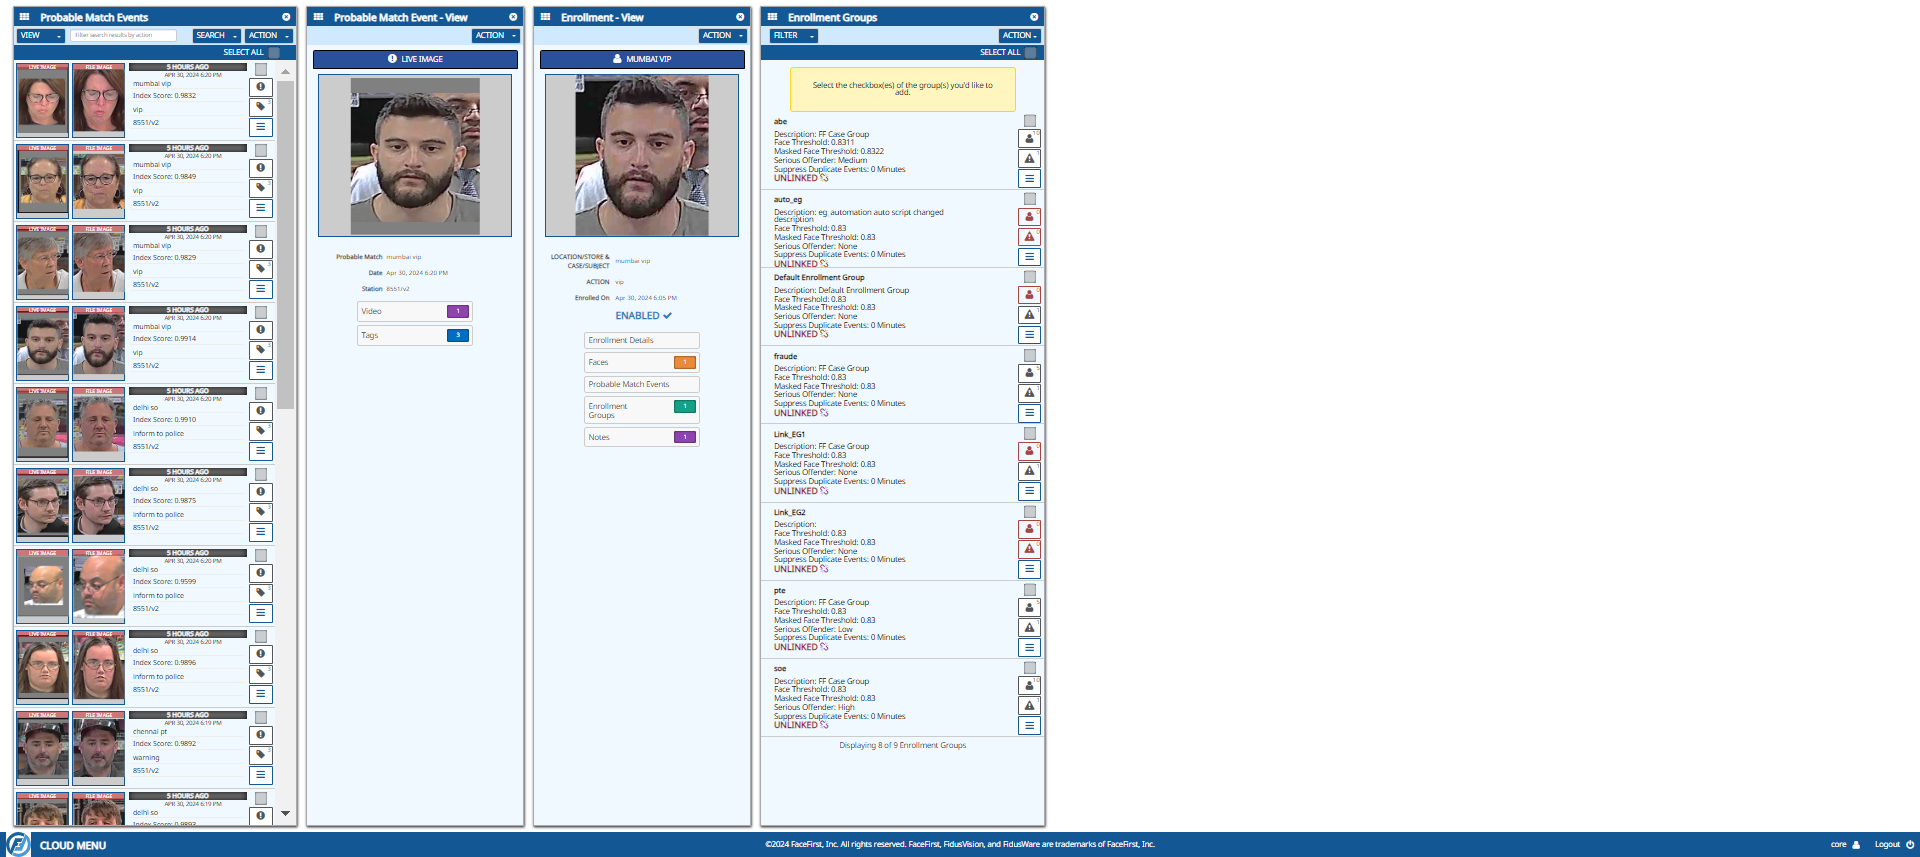 Probable Match Events
VIEW
Filter search results by action
SEARCH
ACTION
SELECT ALL
LIVE IMAGE
FILE IMAGE
5 HOURS AGO
APR 30, 2024 6:20 PM
mumbai vip
Index Score: 0.9832
vip
8551/v2
LIVE IMAGE
FILE IMAGE
5 HOURS AGO
APR 30, 2024 6:20 PM
mumbai vip
Index Score: 0.9849
vip
8551/v2
LIVE IMAGE
FILE IMAGE
5 HOURS AGO
APR 30, 2024 6:20 PM
mumbai vip
Index Score: 0.9829
vip
8551/v2
LIVE IMAGE
FILE IMAGE
5 HOURS AGO
APR 30, 2024 6:20 PM
mumbai vip
Index Score: 0.9914
vip
8551/v2
LIVE IMAGE
FILE IMAGE
5 HOURS AGO
APR 30, 2024 6:20 PM
delhi so
Index Score: 0.9910
inform to police
8551/v2
LIVE IMAGE
FILE IMAGE
5 HOURS AGO
APR 30, 2024 6:20 PM
delhi so
Index Score: 0.9875
inform to police
8551/v2
LIVE IMAGE
FILE IMAGE
5 HOURS AGO
APR 30, 2024 6:20 PM
delhi so
Index Score: 0.9599
inform to police
8551/v2
LIVE IMAGE
FILE IMAGE
5 HOURS AGO
APR 30, 2024 6:20 PM
delhi so
Index Score: 0.9896
inform to police
8551/v2
LIVE IMAGE
FILE IMAGE
5 HOURS AGO
APR 30, 2024 6:19 PM
chennai pt
Index Score: 0.9892
warning
8551/v2
LIVE IMAGE
FILE IMAGE
5 HOURS AGO
APR 30, 2024 6:19 PM
delhi so
Index Score: 0.9893
Probable Match Event - View
ACTION
LIVE IMAGE
Probable Match mumbai vip
Date Apr 30, 2024 6:20 PM
Station 8551/v2
Video 1
Tags 3
Enrollment - View
ACTION
MUMBAI VIP
LOCATION/STORE &
CASE/SUBJECT mumbai vip
ACTION vip
Enrolled On Apr 30, 2024 6:05 PM
ENABLED
Enrollment Details
Faces 1
Probable Match Events
Enrollment 1
Groups
Notes 1
Enrollment Groups
FILTER
ACTION
SELECT ALL
Select the checkbox(es) of the group(s) you'd like to
add.
abe
Description: FF Case Group
Face Threshold: 0.8311
Masked Face Threshold: 0.8322
Serious Offender: Medium
Suppress Duplicate Events: 0 Minutes
UNLINKED
auto_eg
Description: eg automation auto script changed
description
Face Threshold: 0.83
Masked Face Threshold: 0.83
Serious Offender: None
UNLINKED
Default Enrollment Group
Description: Default Enrollment Group
Face Threshold: 0.83
Masked Face Threshold: 0.83
Serious Offender: None
Suppress Duplicate Events: 0 Minutes
UNLINKED
fraude
Description: FF Case Group
Face Threshold: 0.83
Masked Face Threshold: 0.83
Serious Offender: None
Suppress Duplicate Events: 0 Minutes
UNLINKED
Link_EG1
Description: FF Case Group
Face Threshold: 0.83
Masked Face Threshold: 0.83
Serious Offender: None
Suppress Duplicate Events: 0 Minutes
UNLINKED
Link_EG2
Description:
Face Threshold: 0.83
Masked Face Threshold: 0.83
Serious Offender: None
Suppress Duplicate Events: 0 Minutes
UNLINKED
pte
Description: FF Case Group
Face Threshold: 0.83
Masked Face Threshold: 0.83
Serious Offender: Low
Suppress Duplicate Events: 0 Minutes
UNLINKED
soe
Description: FF Case Group
Face Threshold: 0.83
Masked Face Threshold: 0.83
Serious Offender: High
Suppress Duplicate Events: 0 Minutes
UNLINKED
Displaying 8 of 9 Enrollment Groups
CLOUD MENU
©2024 FaceFirst, Inc. All rights reserved. FaceFirst, FidusVision, and FidusWare are trademarks of FaceFirst, Inc.
core
Logout